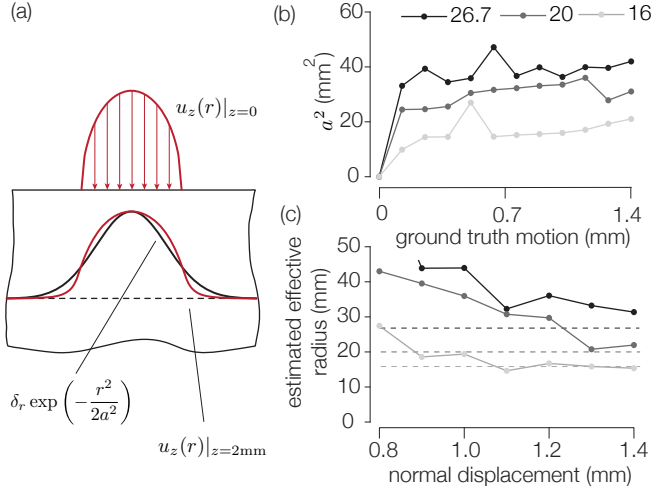 (a)
u_z(r)|_{z=0}
δ_r exp(−r²/2a²)
u_z(r)|_{z=2mm}
(b)
26.7 20 16
60
40
20
0
a² (mm²)
0 0.7 1.4
ground truth motion (mm)
(c)
50
40
30
20
10
0
estimated effective
radius (mm)
0.8 1.0 1.2 1.4
normal displacement (mm)